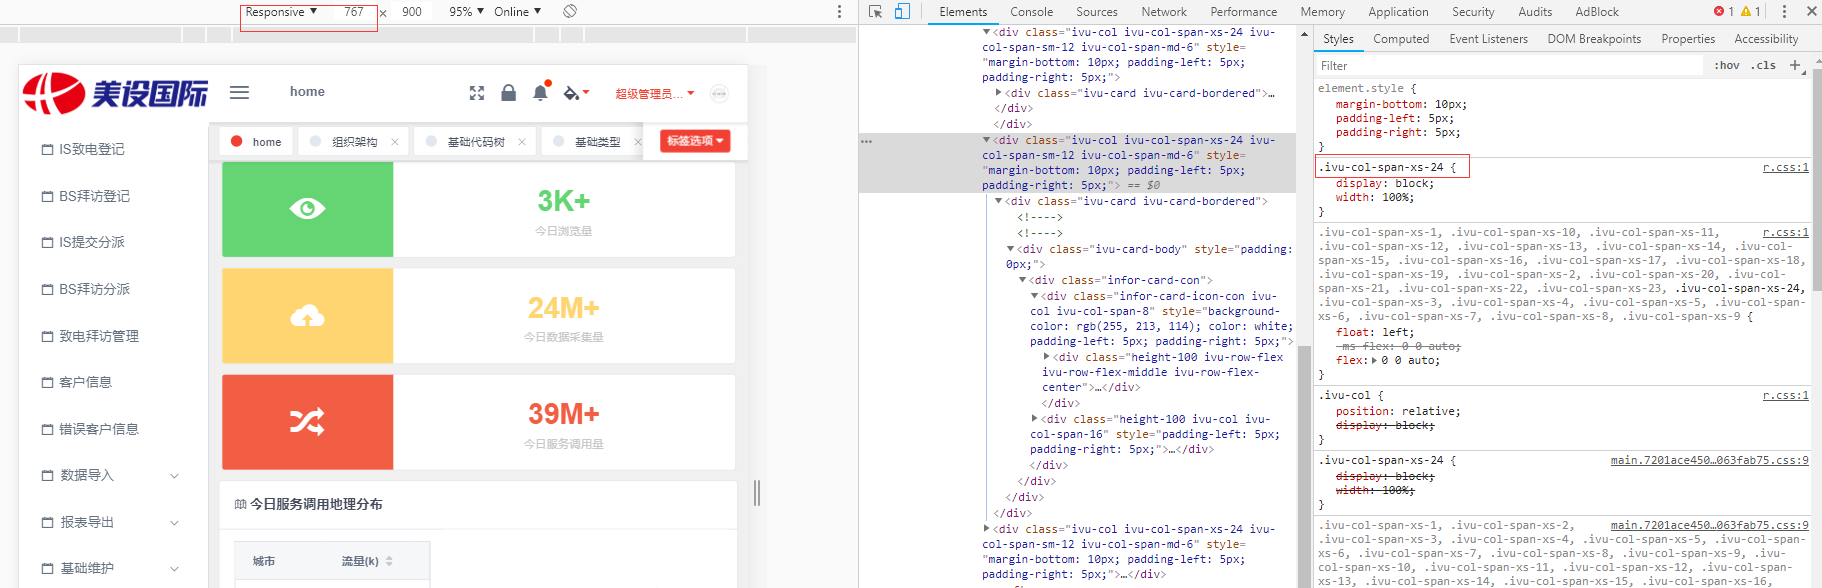 Responsive ▼ 767 × 900 95% ▼ Online ▼
美设国际
home
超级管理员...
home
组织架构
基础代码树
基础类型
标签选项
IS致电登记
BS拜访登记
IS提交分派
BS拜访分派
致电拜访管理
客户信息
错误客户信息
数据导入
报表导出
基础维护
3K+
今日浏览量
24M+
今日数据采集量
39M+
今日服务调用量
今日服务调用地理分布
城市 流量(k)
Elements Console Sources Network Performance Memory Application Security Audits AdBlock 1 1
▼<div class="ivu-col ivu-col-span-xs-24 ivu-
col-span-sm-12 ivu-col-span-md-6" style=
"margin-bottom: 10px; padding-left: 5px;
padding-right: 5px;">
▶<div class="ivu-card ivu-card-bordered">…
</div>
</div>
▼<div class="ivu-col ivu-col-span-xs-24 ivu-
col-span-sm-12 ivu-col-span-md-6" style=
"margin-bottom: 10px; padding-left: 5px;
padding-right: 5px;"> == $0
▼<div class="ivu-card ivu-card-bordered">
<!---->
<!---->
▼<div class="ivu-card-body" style="padding:
0px;">
▼<div class="infor-card-con">
▼<div class="infor-card-icon-con ivu-
col ivu-col-span-8" style="background-
color: rgb(255, 213, 114); color: white;
padding-left: 5px; padding-right: 5px;">
▶<div class="height-100 ivu-row-flex
ivu-row-flex-middle ivu-row-flex-
center">…</div>
</div>
▶<div class="height-100 ivu-col ivu-
col-span-16" style="padding-left: 5px;
padding-right: 5px;">…</div>
</div>
</div>
</div>
</div>
▶<div class="ivu-col ivu-col-span-xs-24 ivu-
col-span-sm-12 ivu-col-span-md-6" style=
"margin-bottom: 10px; padding-left: 5px;
padding-right: 5px;">…</div>
Styles Computed Event Listeners DOM Breakpoints Properties Accessibility
Filter :hov .cls +
element.style {
margin-bottom: 10px;
padding-left: 5px;
padding-right: 5px;
}
.ivu-col-span-xs-24 { r.css:1
display: block;
width: 100%;
}
.ivu-col-span-xs-1, .ivu-col-span-xs-10, .ivu-col-span-xs-11, r.css:1
.ivu-col-span-xs-12, .ivu-col-span-xs-13, .ivu-col-span-xs-14, .ivu-col-
span-xs-15, .ivu-col-span-xs-16, .ivu-col-span-xs-17, .ivu-col-span-xs-18,
.ivu-col-span-xs-19, .ivu-col-span-xs-2, .ivu-col-span-xs-20, .ivu-col-
span-xs-21, .ivu-col-span-xs-22, .ivu-col-span-xs-23, .ivu-col-span-xs-24,
.ivu-col-span-xs-3, .ivu-col-span-xs-4, .ivu-col-span-xs-5, .ivu-col-span-
xs-6, .ivu-col-span-xs-7, .ivu-col-span-xs-8, .ivu-col-span-xs-9 {
float: left;
-ms-flex: 0 0 auto;
flex:▶0 0 auto;
}
.ivu-col { r.css:1
position: relative;
display: block;
}
.ivu-col-span-xs-24 { main.7201ace450…063fab75.css:9
display: block;
width: 100%;
}
.ivu-col-span-xs-1, .ivu-col-span-xs-2, main.7201ace450…063fab75.css:9
.ivu-col-span-xs-3, .ivu-col-span-xs-4, .ivu-col-span-xs-5, .ivu-col-span-
xs-6, .ivu-col-span-xs-7, .ivu-col-span-xs-8, .ivu-col-span-xs-9, .ivu-
col-span-xs-10, .ivu-col-span-xs-11, .ivu-col-span-xs-12, .ivu-col-span-
xs-13, .ivu-col-span-xs-14, .ivu-col-span-xs-15, .ivu-col-span-xs-16,